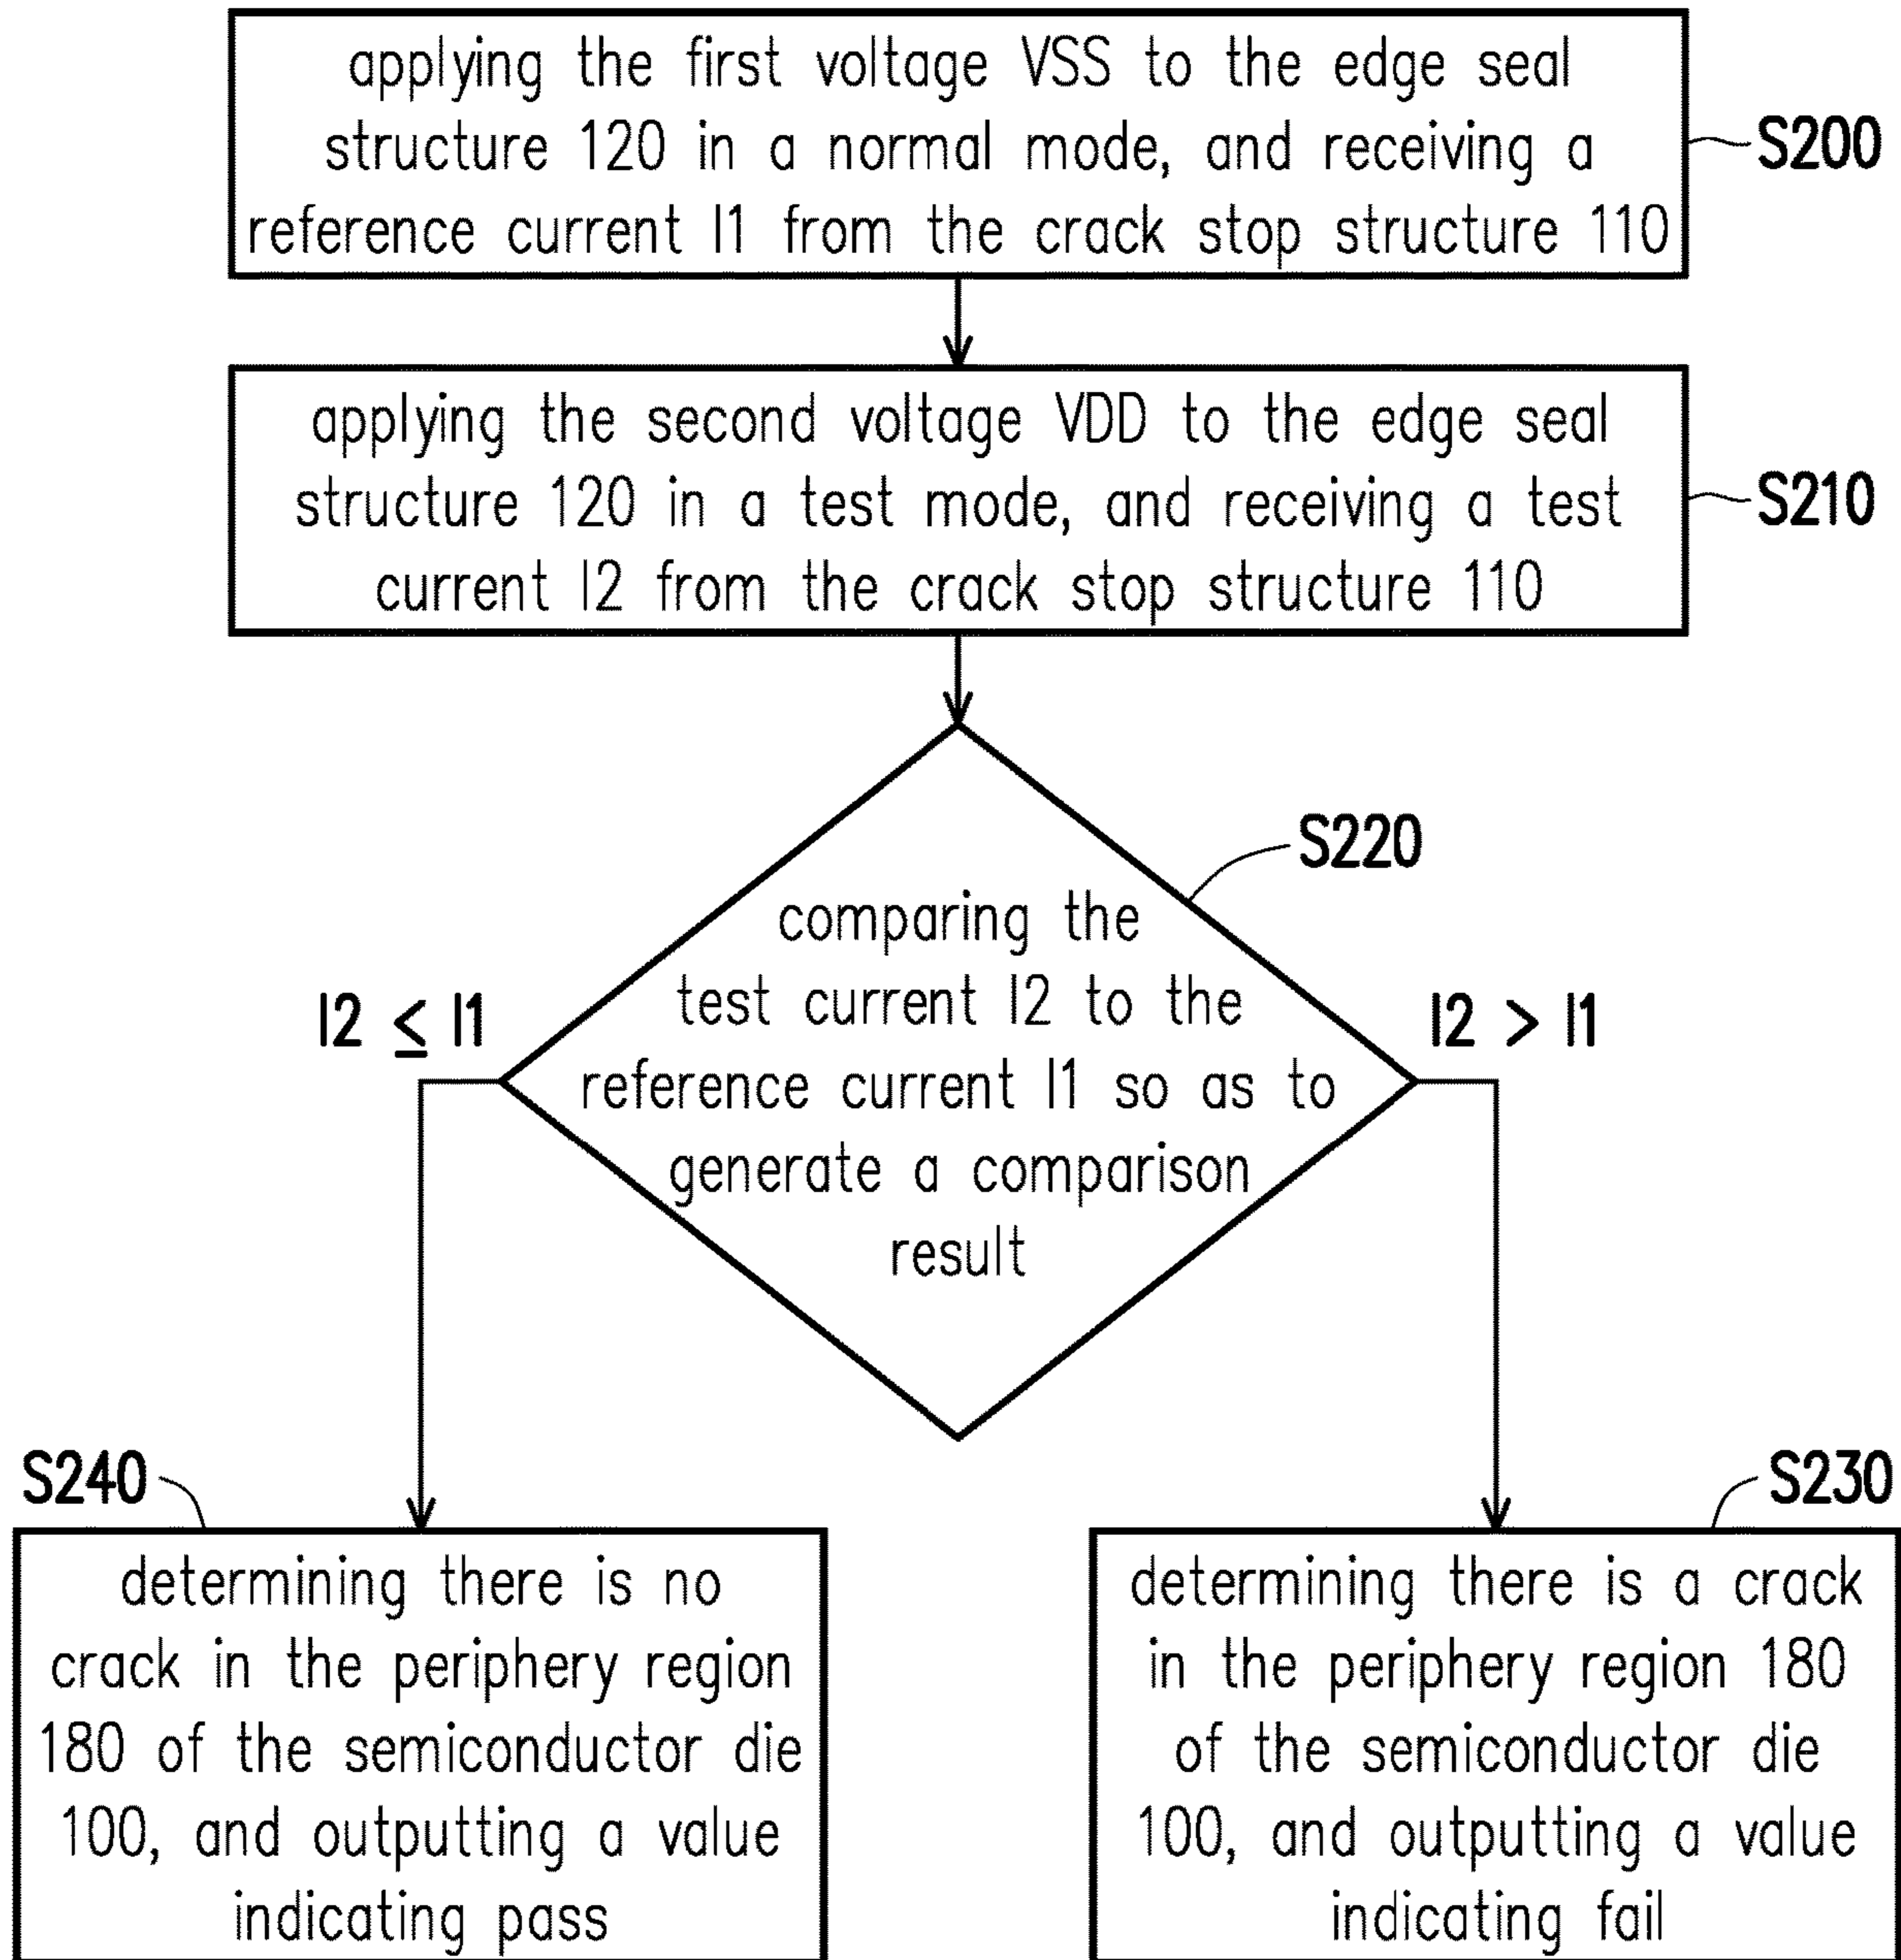 applying the first voltage VSS to the edge seal
structure 120 in a normal mode, and receiving a
reference current I1 from the crack stop structure 110
S200
applying the second voltage VDD to the edge seal
structure 120 in a test mode, and receiving a test
current I2 from the crack stop structure 110
S210
S220
comparing the
test current I2 to the
reference current I1 so as to
generate a comparison
result
I2 ≤ I1
I2 > I1
S240
determining there is no
crack in the periphery region
180 of the semiconductor die
100, and outputting a value
indicating pass
S230
determining there is a crack
in the periphery region 180
of the semiconductor die
100, and outputting a value
indicating fail